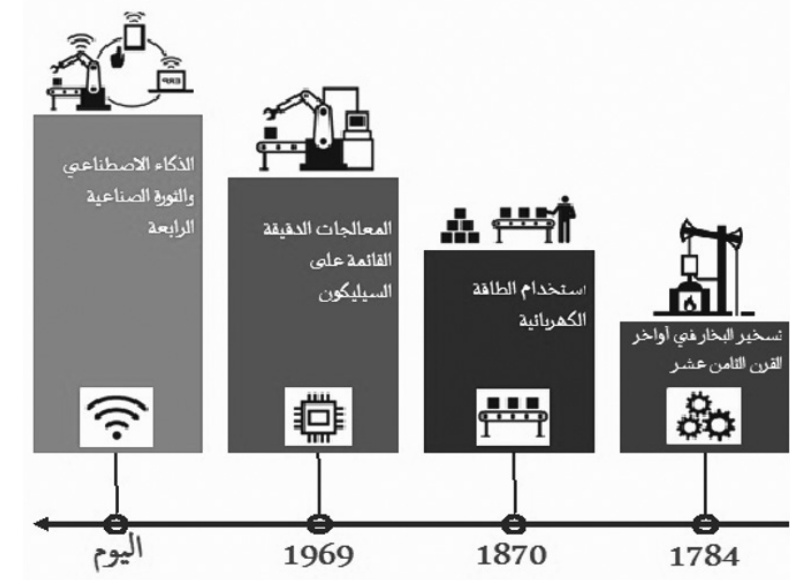 تسخير البخار في أواخر
القرن الثامن عشر
استخدام الطاقة
الكهربائية
المعالجات الدقيقة
القائمة على
السيليكون
الذكاء الاصطناعي
والثورة الصناعية
الرابعة
1784
1870
1969
اليوم